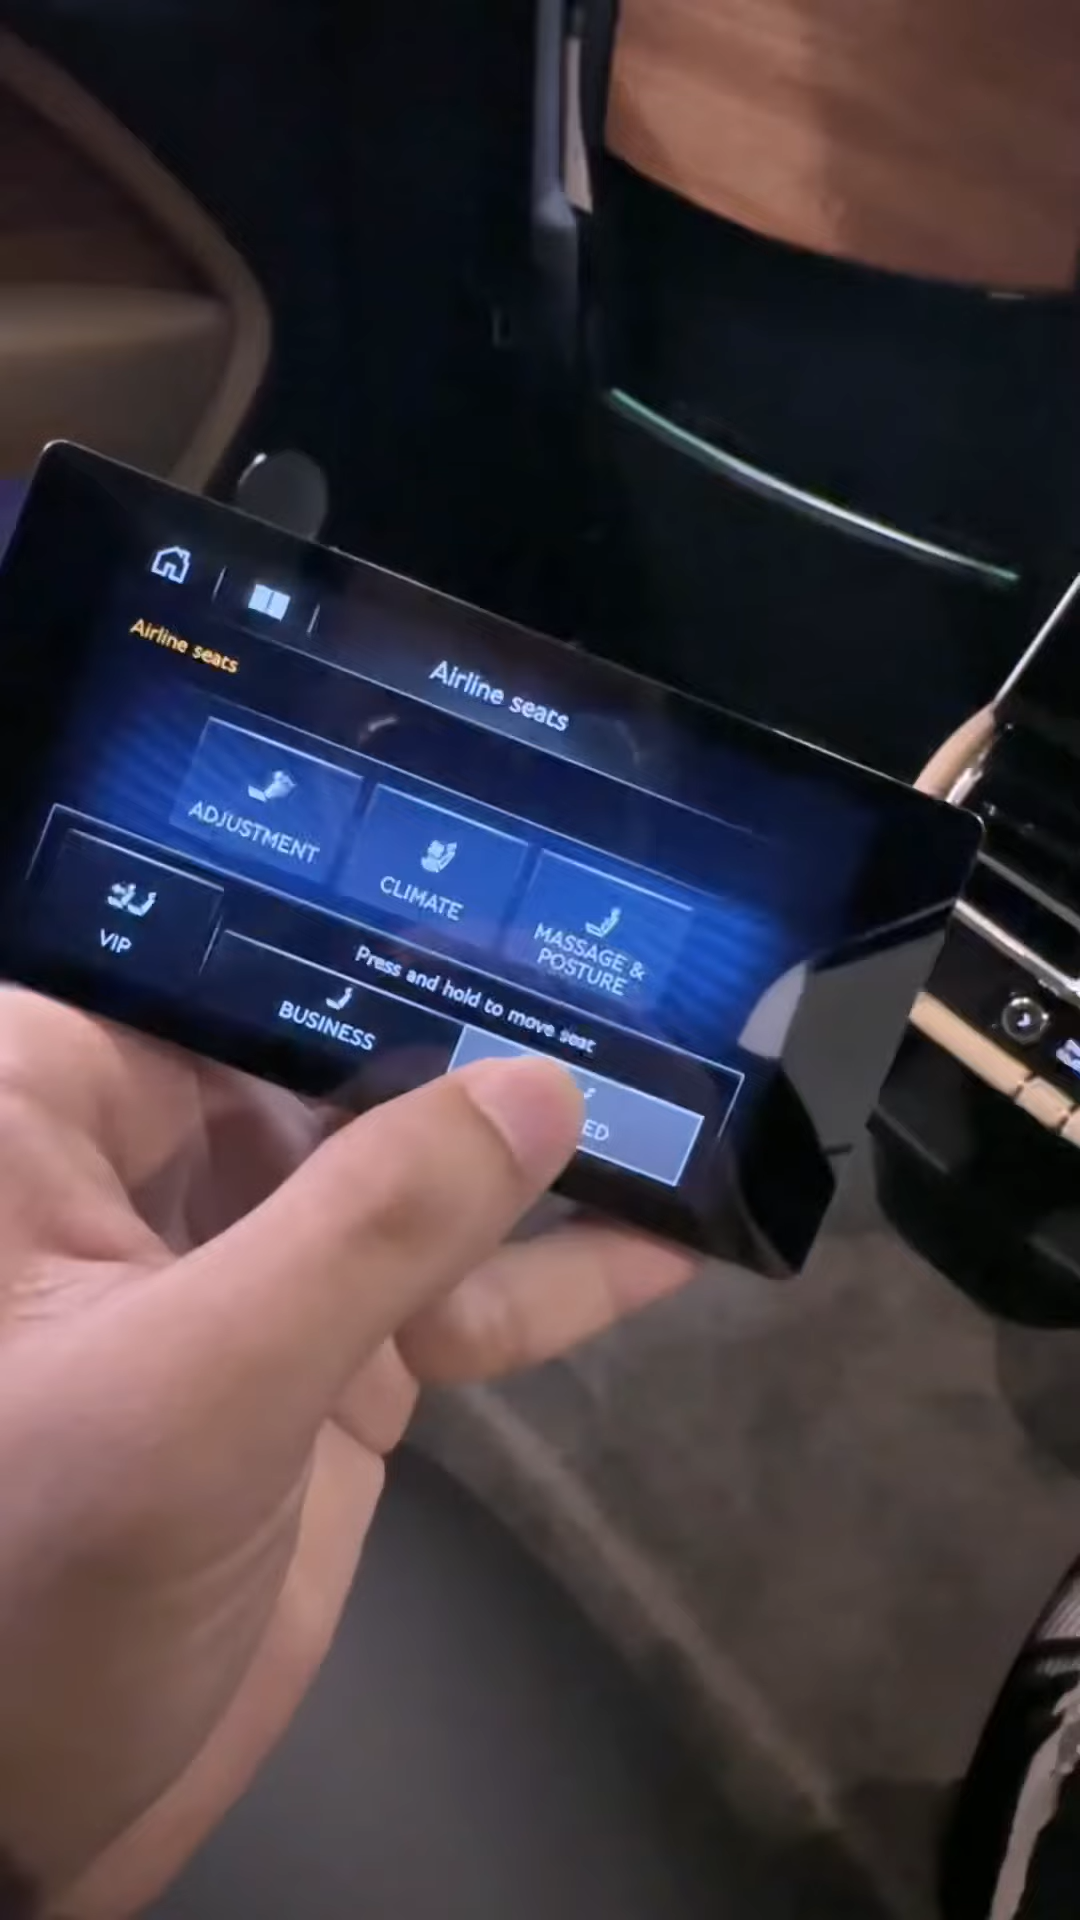 Airline seats
Airline seats
ADJUSTMENT
CLIMATE
MASSAGE &
POSTURE
Press and hold to move seat
VIP
BUSINESS